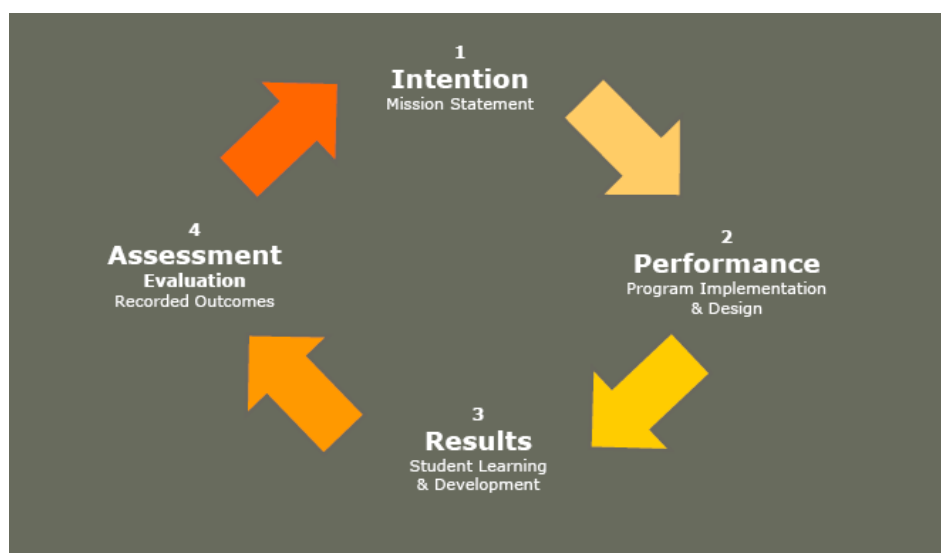 1
Intention
Mission Statement
2
Performance
Program Implementation
& Design
3
Results
Student Learning
& Development
4
Assessment
Evaluation
Recorded Outcomes